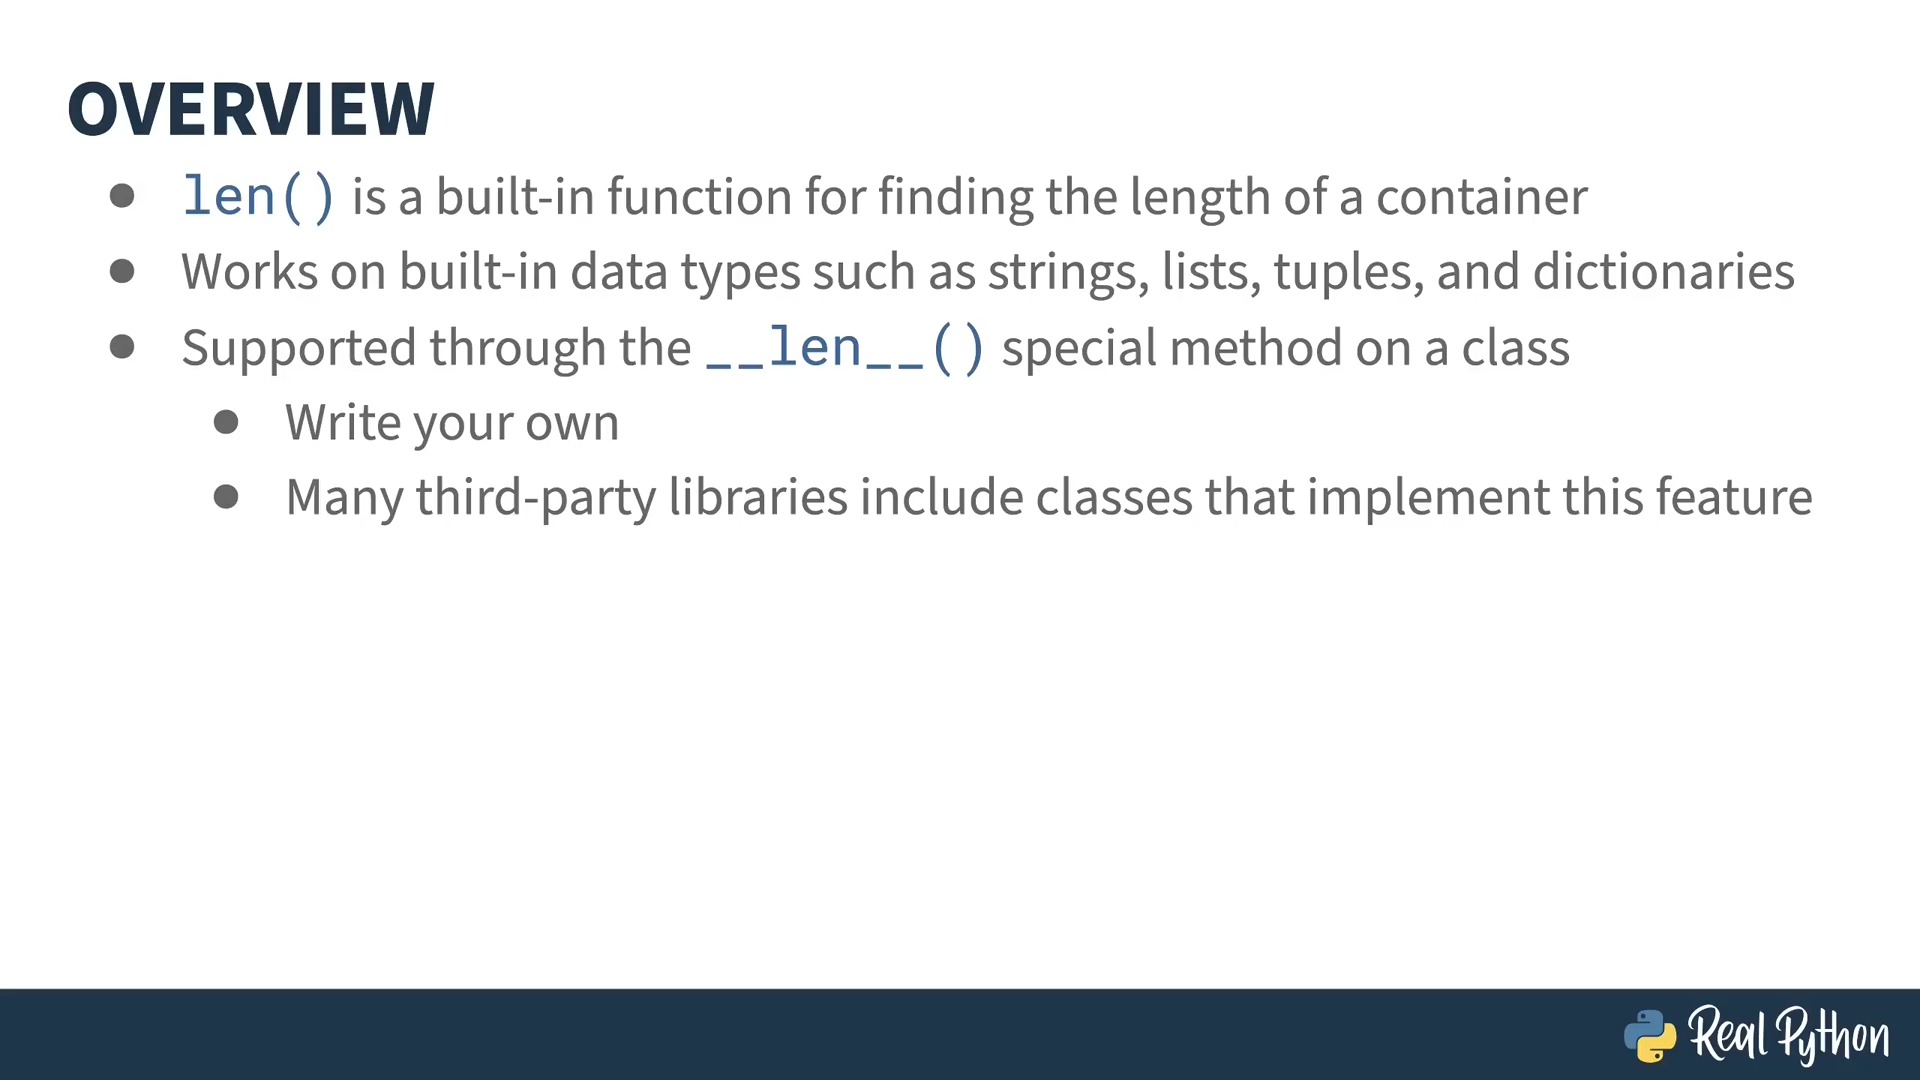 OVERVIEW
● len() is a built-in function for finding the length of a container
● Works on built-in data types such as strings, lists, tuples, and dictionaries
● Supported through the __len__() special method on a class
● Write your own
● Many third-party libraries include classes that implement this feature
Real Python